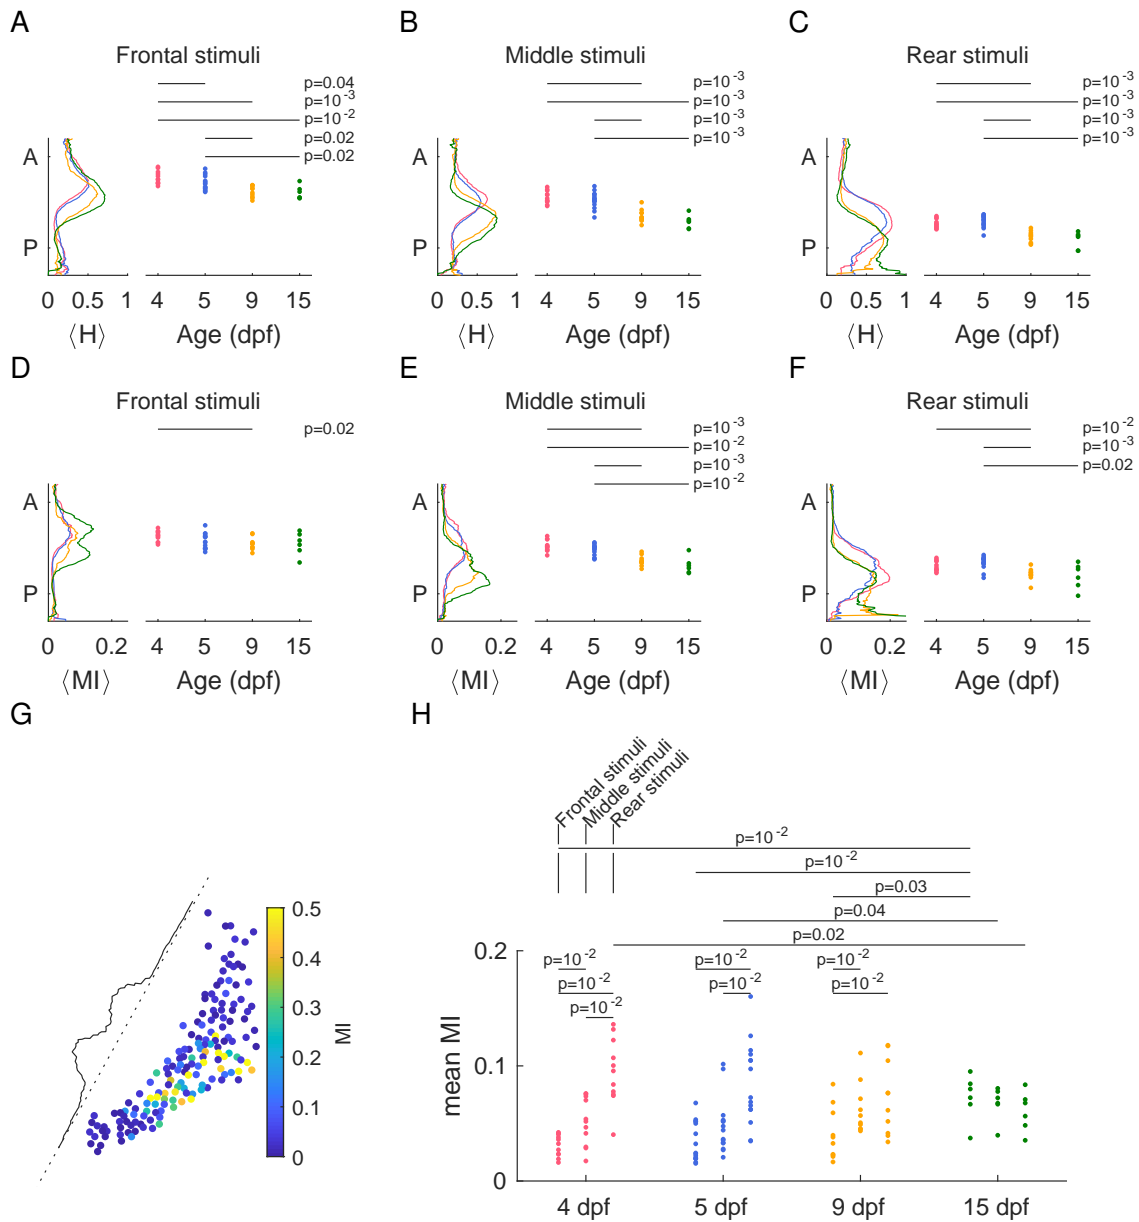 A
Frontal stimuli
p=0.04
p=10-3
p=10-2
p=0.02
p=0.02
A
P
0 0.5 1
4 5 9 15
⟨H⟩
Age (dpf)
B
Middle stimuli
p=10-3
p=10-3
p=10-3
p=10-3
A
P
0 0.5 1
4 5 9 15
⟨H⟩
Age (dpf)
C
Rear stimuli
p=10-3
p=10-3
p=10-3
p=10-3
A
P
0 0.5 1
4 5 9 15
⟨H⟩
Age (dpf)
D
Frontal stimuli
p=0.02
A
P
0 0.2
4 5 9 15
⟨MI⟩
Age (dpf)
E
Middle stimuli
p=10-3
p=10-2
p=10-3
p=10-2
A
P
0 0.2
4 5 9 15
⟨MI⟩
Age (dpf)
F
Rear stimuli
p=10-2
p=10-3
p=0.02
A
P
0 0.2
4 5 9 15
⟨MI⟩
Age (dpf)
G
0.5
0.4
0.3
0.2
0.1
0
MI
H
Frontal stimuli
Middle stimuli
Rear stimuli
p=10-2
p=10-2
p=0.03
p=0.04
p=0.02
p=10-2
p=10-2
p=10-2
p=10-2
p=10-2
p=10-2
p=10-2
0.2
0.1
0
mean MI
4 dpf
5 dpf
9 dpf
15 dpf